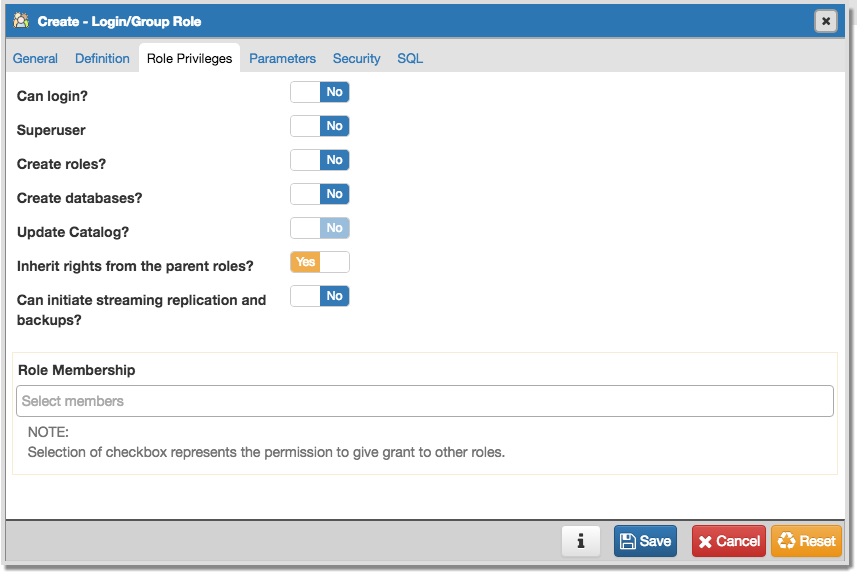 Create - Login/Group Role
General Definition Role Privileges Parameters Security SQL
Can login? No
Superuser No
Create roles? No
Create databases? No
Update Catalog? No
Inherit rights from the parent roles? Yes
Can initiate streaming replication and No
backups?
Role Membership
Select members
NOTE:
Selection of checkbox represents the permission to give grant to other roles.
i Save Cancel Reset